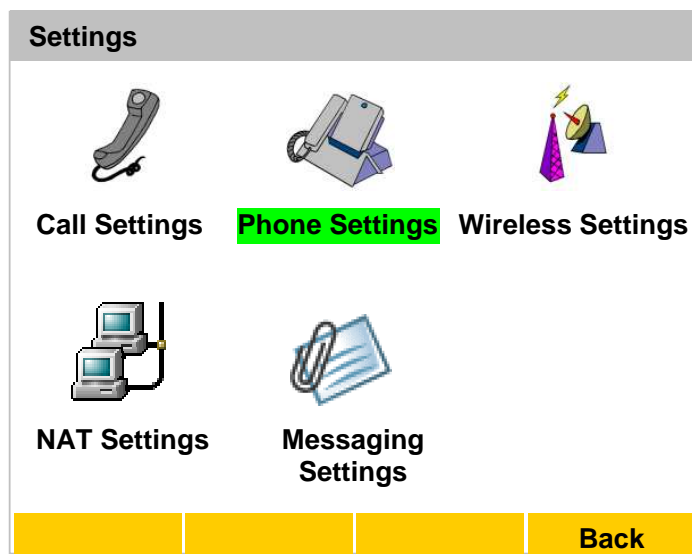 Settings
Call Settings
Phone Settings
Wireless Settings
NAT Settings
Messaging
Settings
Back